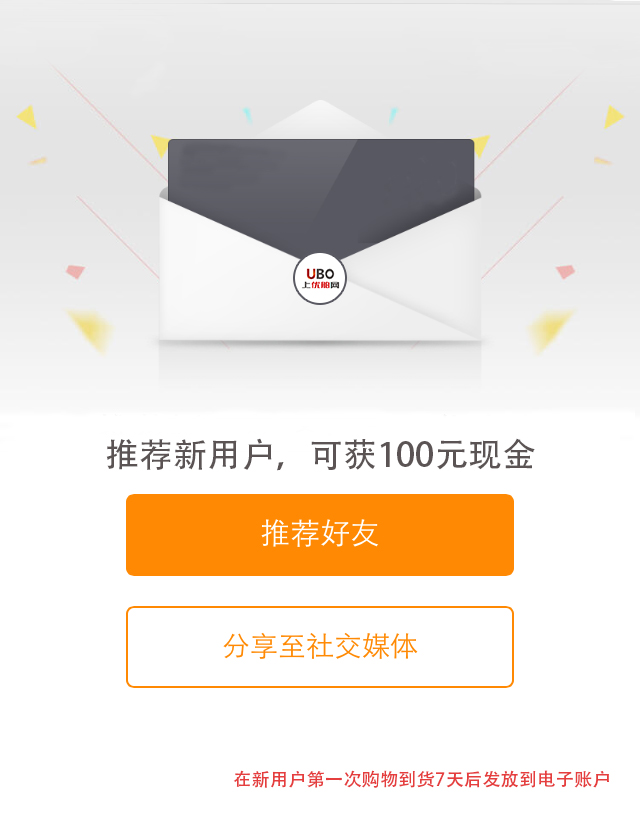 UBO
上优船网
推荐新用户，可获100元现金
推荐好友
分享至社交媒体
在新用户第一次购物到货7天后发放到电子账户